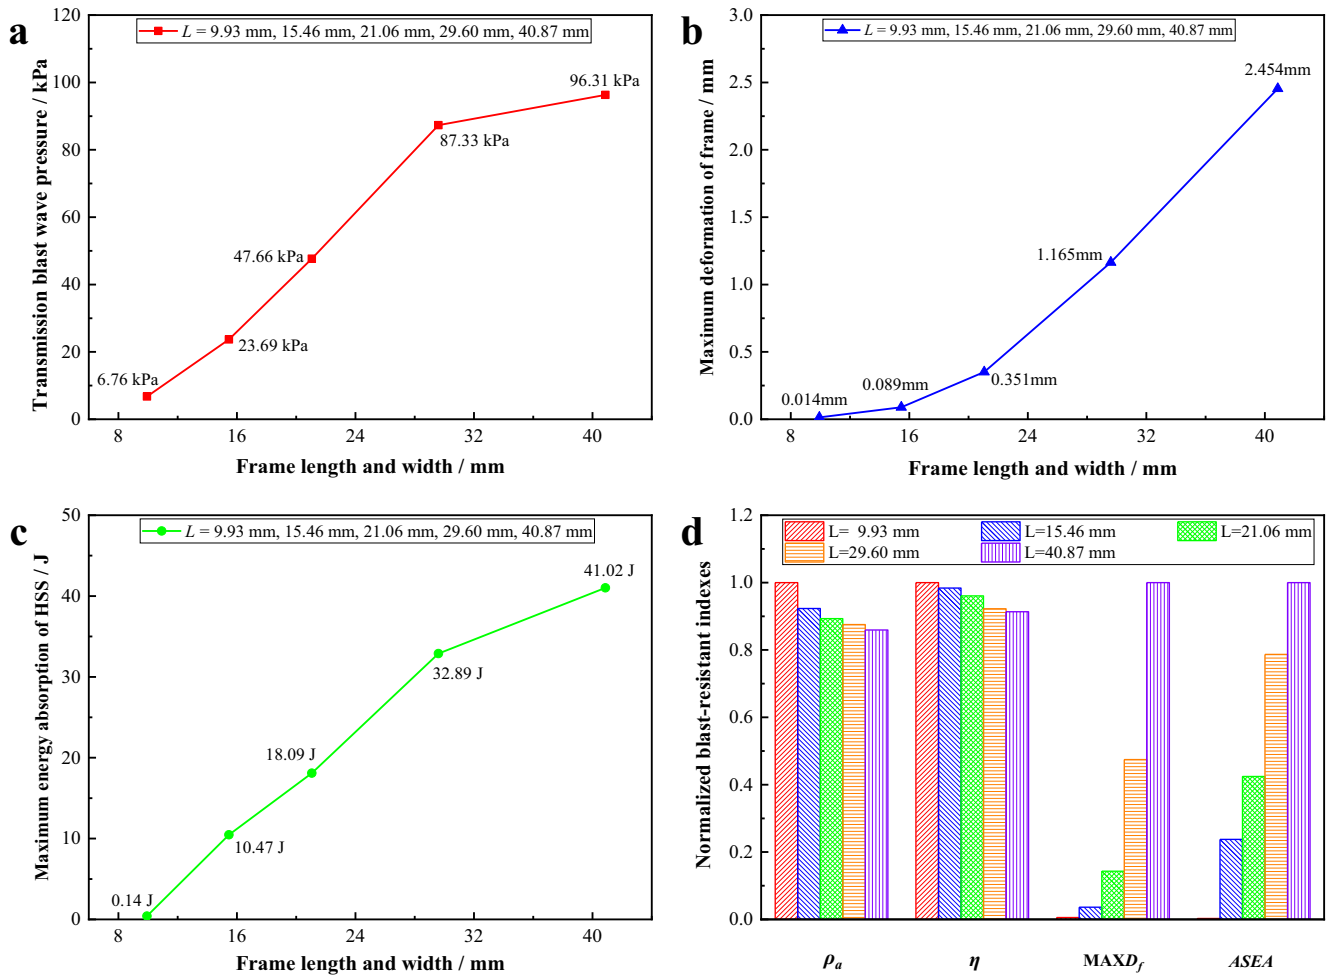 a
L = 9.93 mm, 15.46 mm, 21.06 mm, 29.60 mm, 40.87 mm
120
100
80
60
40
20
0
Transmission blast wave pressure / kPa
6.76 kPa
23.69 kPa
47.66 kPa
87.33 kPa
96.31 kPa
8 16 24 32 40
Frame length and width / mm
b
L = 9.93 mm, 15.46 mm, 21.06 mm, 29.60 mm, 40.87 mm
3.0
2.5
2.0
1.5
1.0
0.5
0.0
Maximum deformation of frame / mm
0.014mm
0.089mm
0.351mm
1.165mm
2.454mm
8 16 24 32 40
Frame length and width / mm
c
L = 9.93 mm, 15.46 mm, 21.06 mm, 29.60 mm, 40.87 mm
50
40
30
20
10
0
Maximum energy absorption of HSS / J
0.14 J
10.47 J
18.09 J
32.89 J
41.02 J
8 16 24 32 40
Frame length and width / mm
d
L= 9.93 mm L=15.46 mm L=21.06 mm
L=29.60 mm L=40.87 mm
1.2
1.0
0.8
0.6
0.4
0.2
0.0
Normalized blast-resistant indexes
ρa η MAXDf ASEA